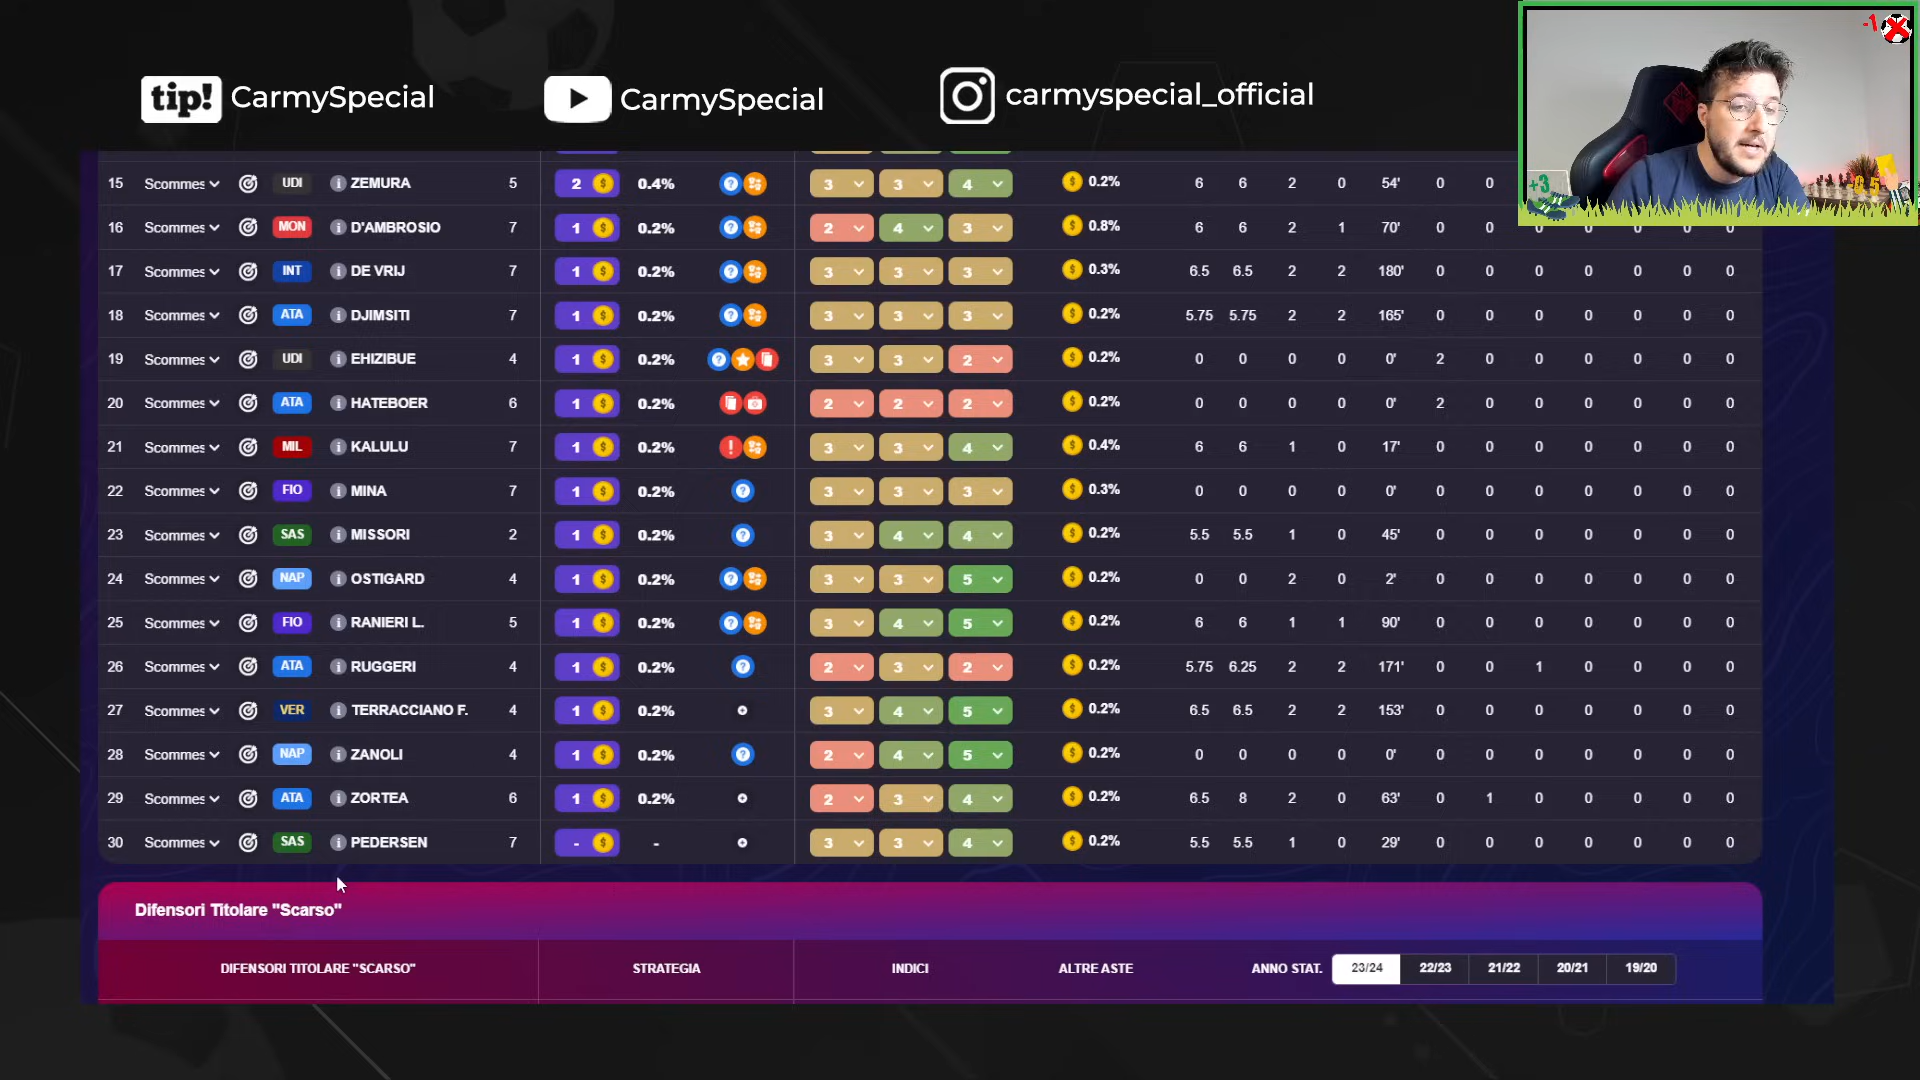 tip! CarmySpecial CarmySpecial carmyspecial_official
-1
+3 -0.5
15 Scommes UDI ZEMURA 5 2 0.4% 3 3 4 0.2% 6 6 2 0 54' 0 0
16 Scommes MON D'AMBROSIO 7 1 0.2% 2 4 3 0.8% 6 6 2 1 70' 0 0 0 0 0 0 0
17 Scommes INT DE VRIJ 7 1 0.2% 3 3 3 0.3% 6.5 6.5 2 2 180' 0 0 0 0 0 0 0
18 Scommes ATA DJIMSITI 7 1 0.2% 3 3 3 0.2% 5.75 5.75 2 2 165' 0 0 0 0 0 0 0
19 Scommes UDI EHIZIBUE 4 1 0.2% 3 3 2 0.2% 0 0 0 0 0' 2 0 0 0 0 0 0
20 Scommes ATA HATEBOER 6 1 0.2% 2 2 2 0.2% 0 0 0 0 0' 2 0 0 0 0 0 0
21 Scommes MIL KALULU 7 1 0.2% 3 3 4 0.4% 6 6 1 0 17' 0 0 0 0 0 0 0
22 Scommes FIO MINA 7 1 0.2% 3 3 3 0.3% 0 0 0 0 0' 0 0 0 0 0 0 0
23 Scommes SAS MISSORI 2 1 0.2% 3 4 4 0.2% 5.5 5.5 1 0 45' 0 0 0 0 0 0 0
24 Scommes NAP OSTIGARD 4 1 0.2% 3 3 5 0.2% 0 0 2 0 2' 0 0 0 0 0 0 0
25 Scommes FIO RANIERI L. 5 1 0.2% 3 4 5 0.2% 6 6 1 1 90' 0 0 0 0 0 0 0
26 Scommes ATA RUGGERI 4 1 0.2% 2 3 2 0.2% 5.75 6.25 2 2 171' 0 0 1 0 0 0 0
27 Scommes VER TERRACCIANO F. 4 1 0.2% 3 4 5 0.2% 6.5 6.5 2 2 153' 0 0 0 0 0 0 0
28 Scommes NAP ZANOLI 4 1 0.2% 2 4 5 0.2% 0 0 0 0 0' 0 0 0 0 0 0 0
29 Scommes ATA ZORTEA 6 1 0.2% 2 3 4 0.2% 6.5 8 2 0 63' 0 1 0 0 0 0 0
30 Scommes SAS PEDERSEN 7 - - 3 3 4 0.2% 5.5 5.5 1 0 29' 0 0 0 0 0 0 0
Difensori Titolare "Scarso"
DIFENSORI TITOLARE "SCARSO" STRATEGIA INDICI ALTRE ASTE ANNO STAT. 23/24 22/23 21/22 20/21 19/20